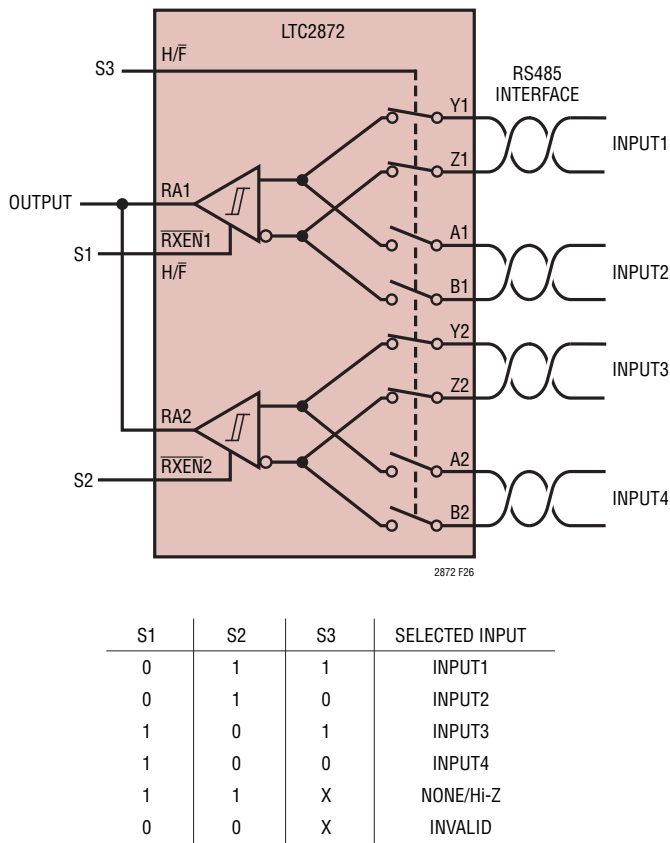 LTC2872
S3
H/F̅
RS485
INTERFACE
Y1
INPUT1
Z1
RA1
OUTPUT
A1
R̅X̅E̅N̅1
S1
INPUT2
H/F̅
B1
Y2
INPUT3
Z2
RA2
A2
R̅X̅E̅N̅2
S2
INPUT4
B2
2872 F26
S1 S2 S3 SELECTED INPUT
0 1 1 INPUT1
0 1 0 INPUT2
1 0 1 INPUT3
1 0 0 INPUT4
1 1 X NONE/Hi-Z
0 0 X INVALID